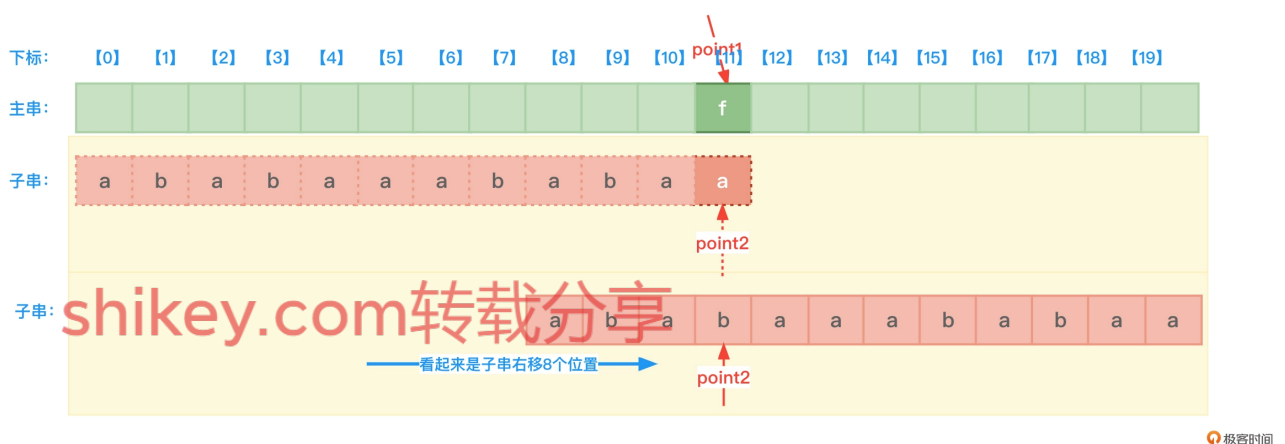 point1
下标： 【0】 【1】 【2】 【3】 【4】 【5】 【6】 【7】 【8】 【9】 【10】 【11】 【12】 【13】 【14】 【15】 【16】 【17】 【18】 【19】
主串： f
子串： a b a b a a a b a b a a
point2
子串： a b a b a a a b a b a a
shikey.com转载分享
看起来是子串右移8个位置
point2
极客时间